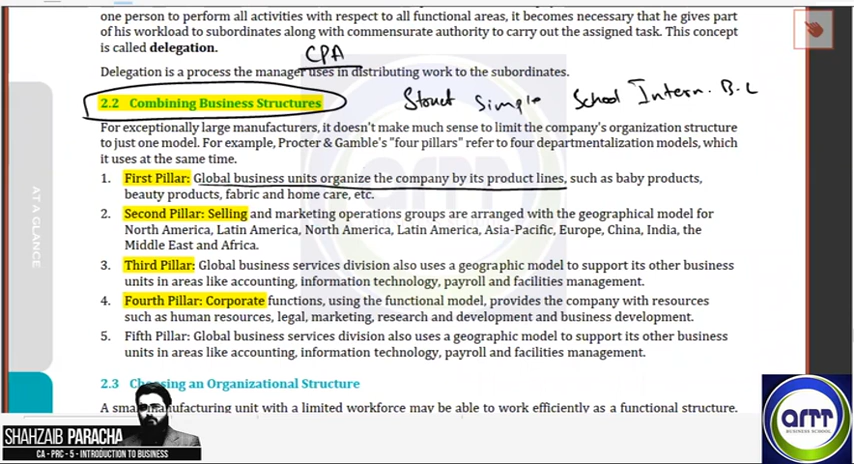 one person to perform all activities with respect to all functional areas, it becomes necessary that he gives part
of his workload to subordinates along with commensurate authority to carry out the assigned task. This concept
is called delegation.
CPA
Delegation is a process the manager uses in distributing work to the subordinates.
2.2 Combining Business Structures
Simple School Intern. B.L
For exceptionally large manufacturers, it doesn't make much sense to limit the company's organization structure
to just one model. For example, Procter & Gamble's "four pillars" refer to four departmentalization models, which
it uses at the same time.
1. First Pillar: Global business units organize the company by its product lines, such as baby products,
beauty products, fabric and home care, etc.
2. Second Pillar: Selling and marketing operations groups are arranged with the geographical model for
North America, Latin America, North America, Latin America, Asia-Pacific, Europe, China, India, the
Middle East and Africa.
3. Third Pillar: Global business services division also uses a geographic model to support its other business
units in areas like accounting, information technology, payroll and facilities management.
4. Fourth Pillar: Corporate functions, using the functional model, provides the company with resources
such as human resources, legal, marketing, research and development and business development.
5. Fifth Pillar: Global business services division also uses a geographic model to support its other business
units in areas like accounting, information technology, payroll and facilities management.
2.3 Choosing an Organizational Structure
A small manufacturing unit with a limited workforce may be able to work efficiently as a functional structure.
AT A GLANCE
SHAHZAIB PARACHA
CA - PRC - 5 - INTRODUCTION TO BUSINESS
BUSINESS SCHOOL